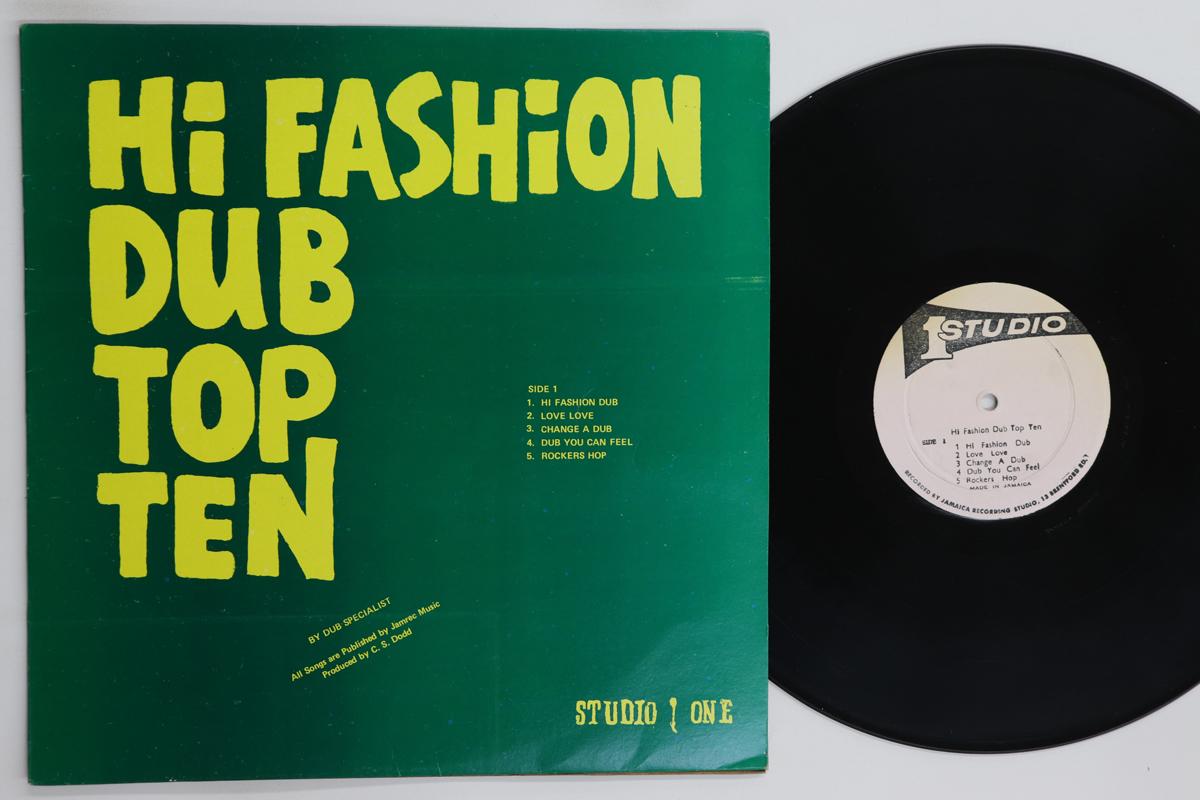 Hi FASHiON
DUB
TOP
TEN
SIDE 1
1. HI FASHION DUB
2. LOVE LOVE
3. CHANGE A DUB
4. DUB YOU CAN FEEL
5. ROCKERS HOP
BY DUB SPECIALIST
All Songs are Published by Jamrec Music
Produced by C. S. Dodd
STUDIO 1 ONE
1 STUDIO
Hi Fashion Dub Top Ten
SIDE 1
1 Hi Fashion Dub
2 Love Love
3 Change A Dub
4 Dub You Can Feel
5 Rockers Hop
MADE IN JAMAICA
RECORDED BY JAMAICA RECORDING STUDIO, 13 BRENTFORD RD.